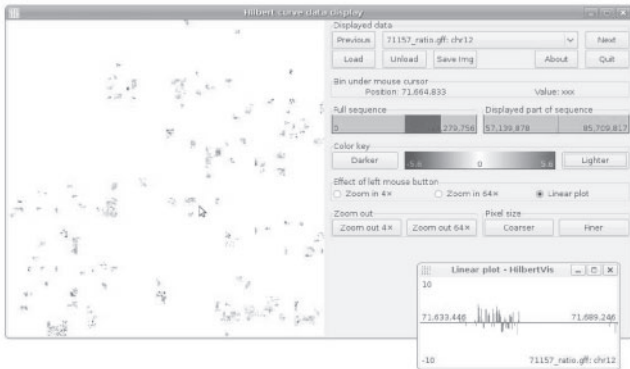 Hilbert curve data display
Displayed data
Previous 71157_ratio.gff: chr12 Next
Load Unload Save Img About Quit
Bin under mouse cursor
Position: 71,664,833 Value: xxx
Full sequence Displayed part of sequence
0 279,756 57,139,878 85,709,817
Color key
Darker -5.6 0 5.6 Lighter
Effect of left mouse button
Zoom in 4× Zoom in 64× Linear plot
Zoom out Pixel size
Zoom out 4× Zoom out 64× Coarser Finer
Linear plot - HilbertVis
10
71,633,446 71,689,246
-10 71157_ratio.gff: chr12